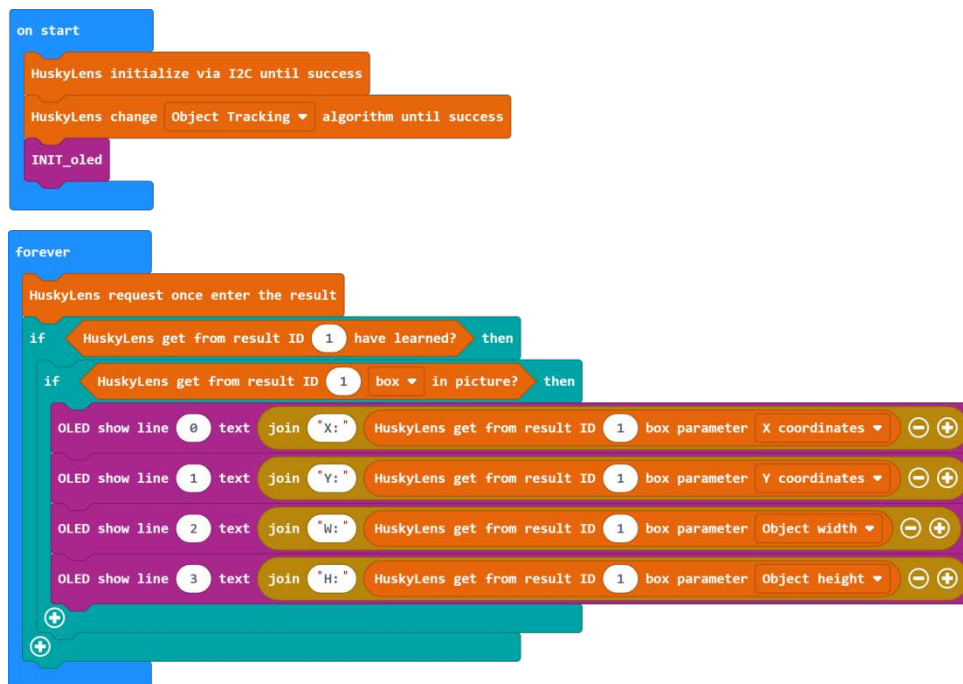 on start
HuskyLens initialize via I2C until success
HuskyLens change Object Tracking algorithm until success
INIT_oled
forever
HuskyLens request once enter the result
if HuskyLens get from result ID 1 have learned? then
if HuskyLens get from result ID 1 box in picture? then
OLED show line 0 text join "X:" HuskyLens get from result ID 1 box parameter X coordinates
OLED show line 1 text join "Y:" HuskyLens get from result ID 1 box parameter Y coordinates
OLED show line 2 text join "W:" HuskyLens get from result ID 1 box parameter Object width
OLED show line 3 text join "H:" HuskyLens get from result ID 1 box parameter Object height